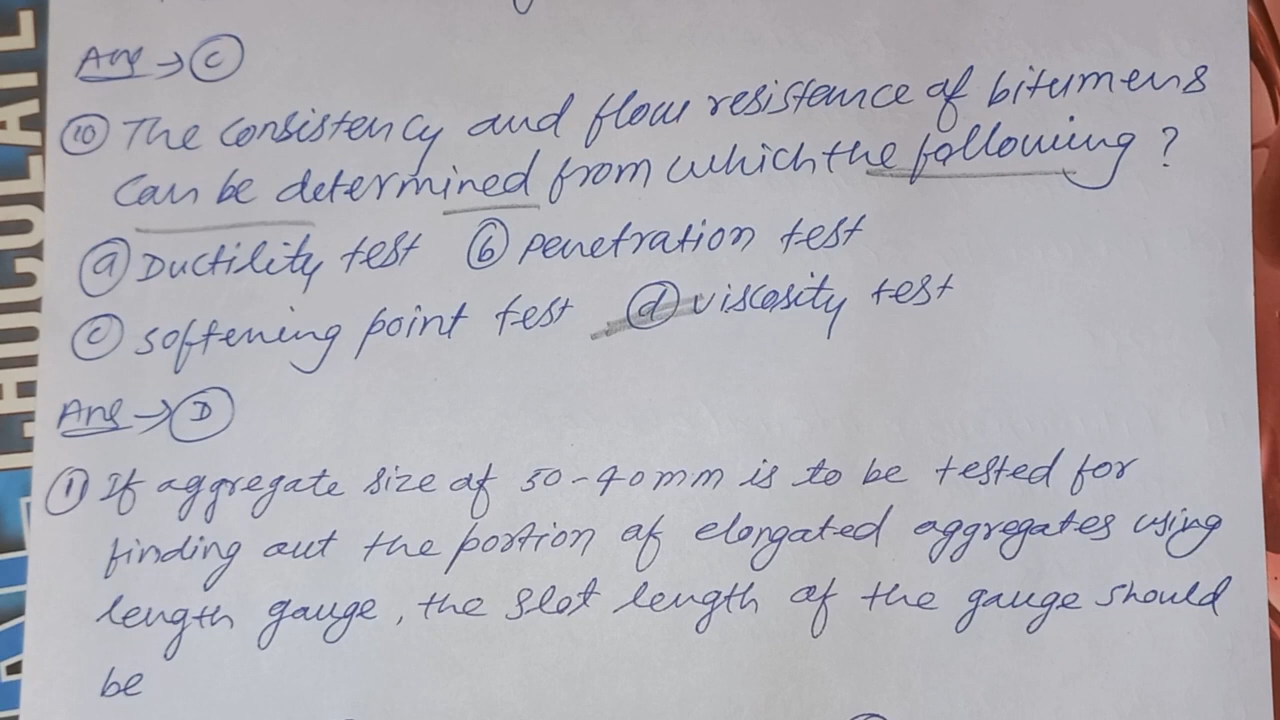 Ans → C
10 The consistency and flow resistance of bitumens
can be determined from which the following ?
a Ductility test b penetration test
c softening point test d viscosity test
Ans → D
11 If aggregate size of 50-40mm is to be tested for
finding out the portion of elongated aggregates using
length gauge, the slot length of the gauge should
be